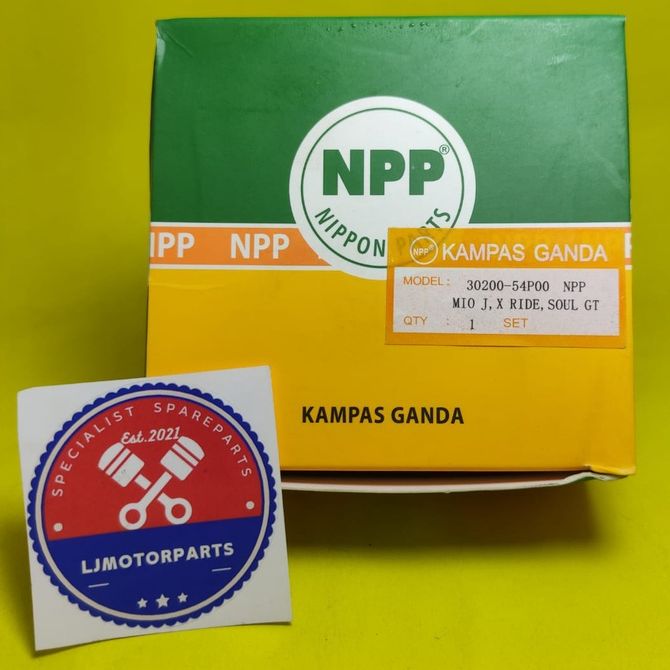 NPP®
NIPPON PARTS
NPP NPP
NPP® KAMPAS GANDA
MODEL: 30200-54P00 NPP
MIO J, X RIDE, SOUL GT
QTY : 1 SET
KAMPAS GANDA
SPECIALIST SPAREPARTS
Est.2021
LJMOTORPARTS